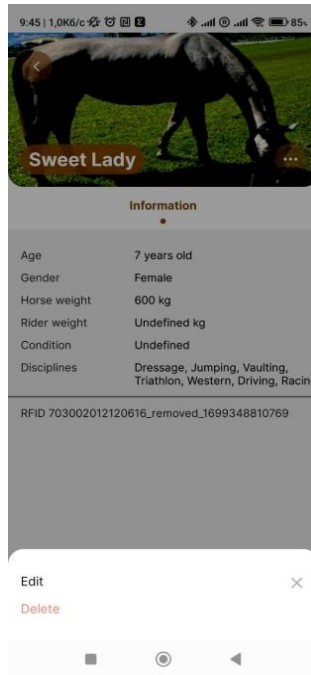 9:45 | 1,0Кб/с
85%
Sweet Lady
Information
Age 7 years old
Gender Female
Horse weight 600 kg
Rider weight Undefined kg
Condition Undefined
Disciplines Dressage, Jumping, Vaulting,
Triathlon, Western, Driving, Racin
RFID 703002012120616_removed_1699348810769
Edit
Delete